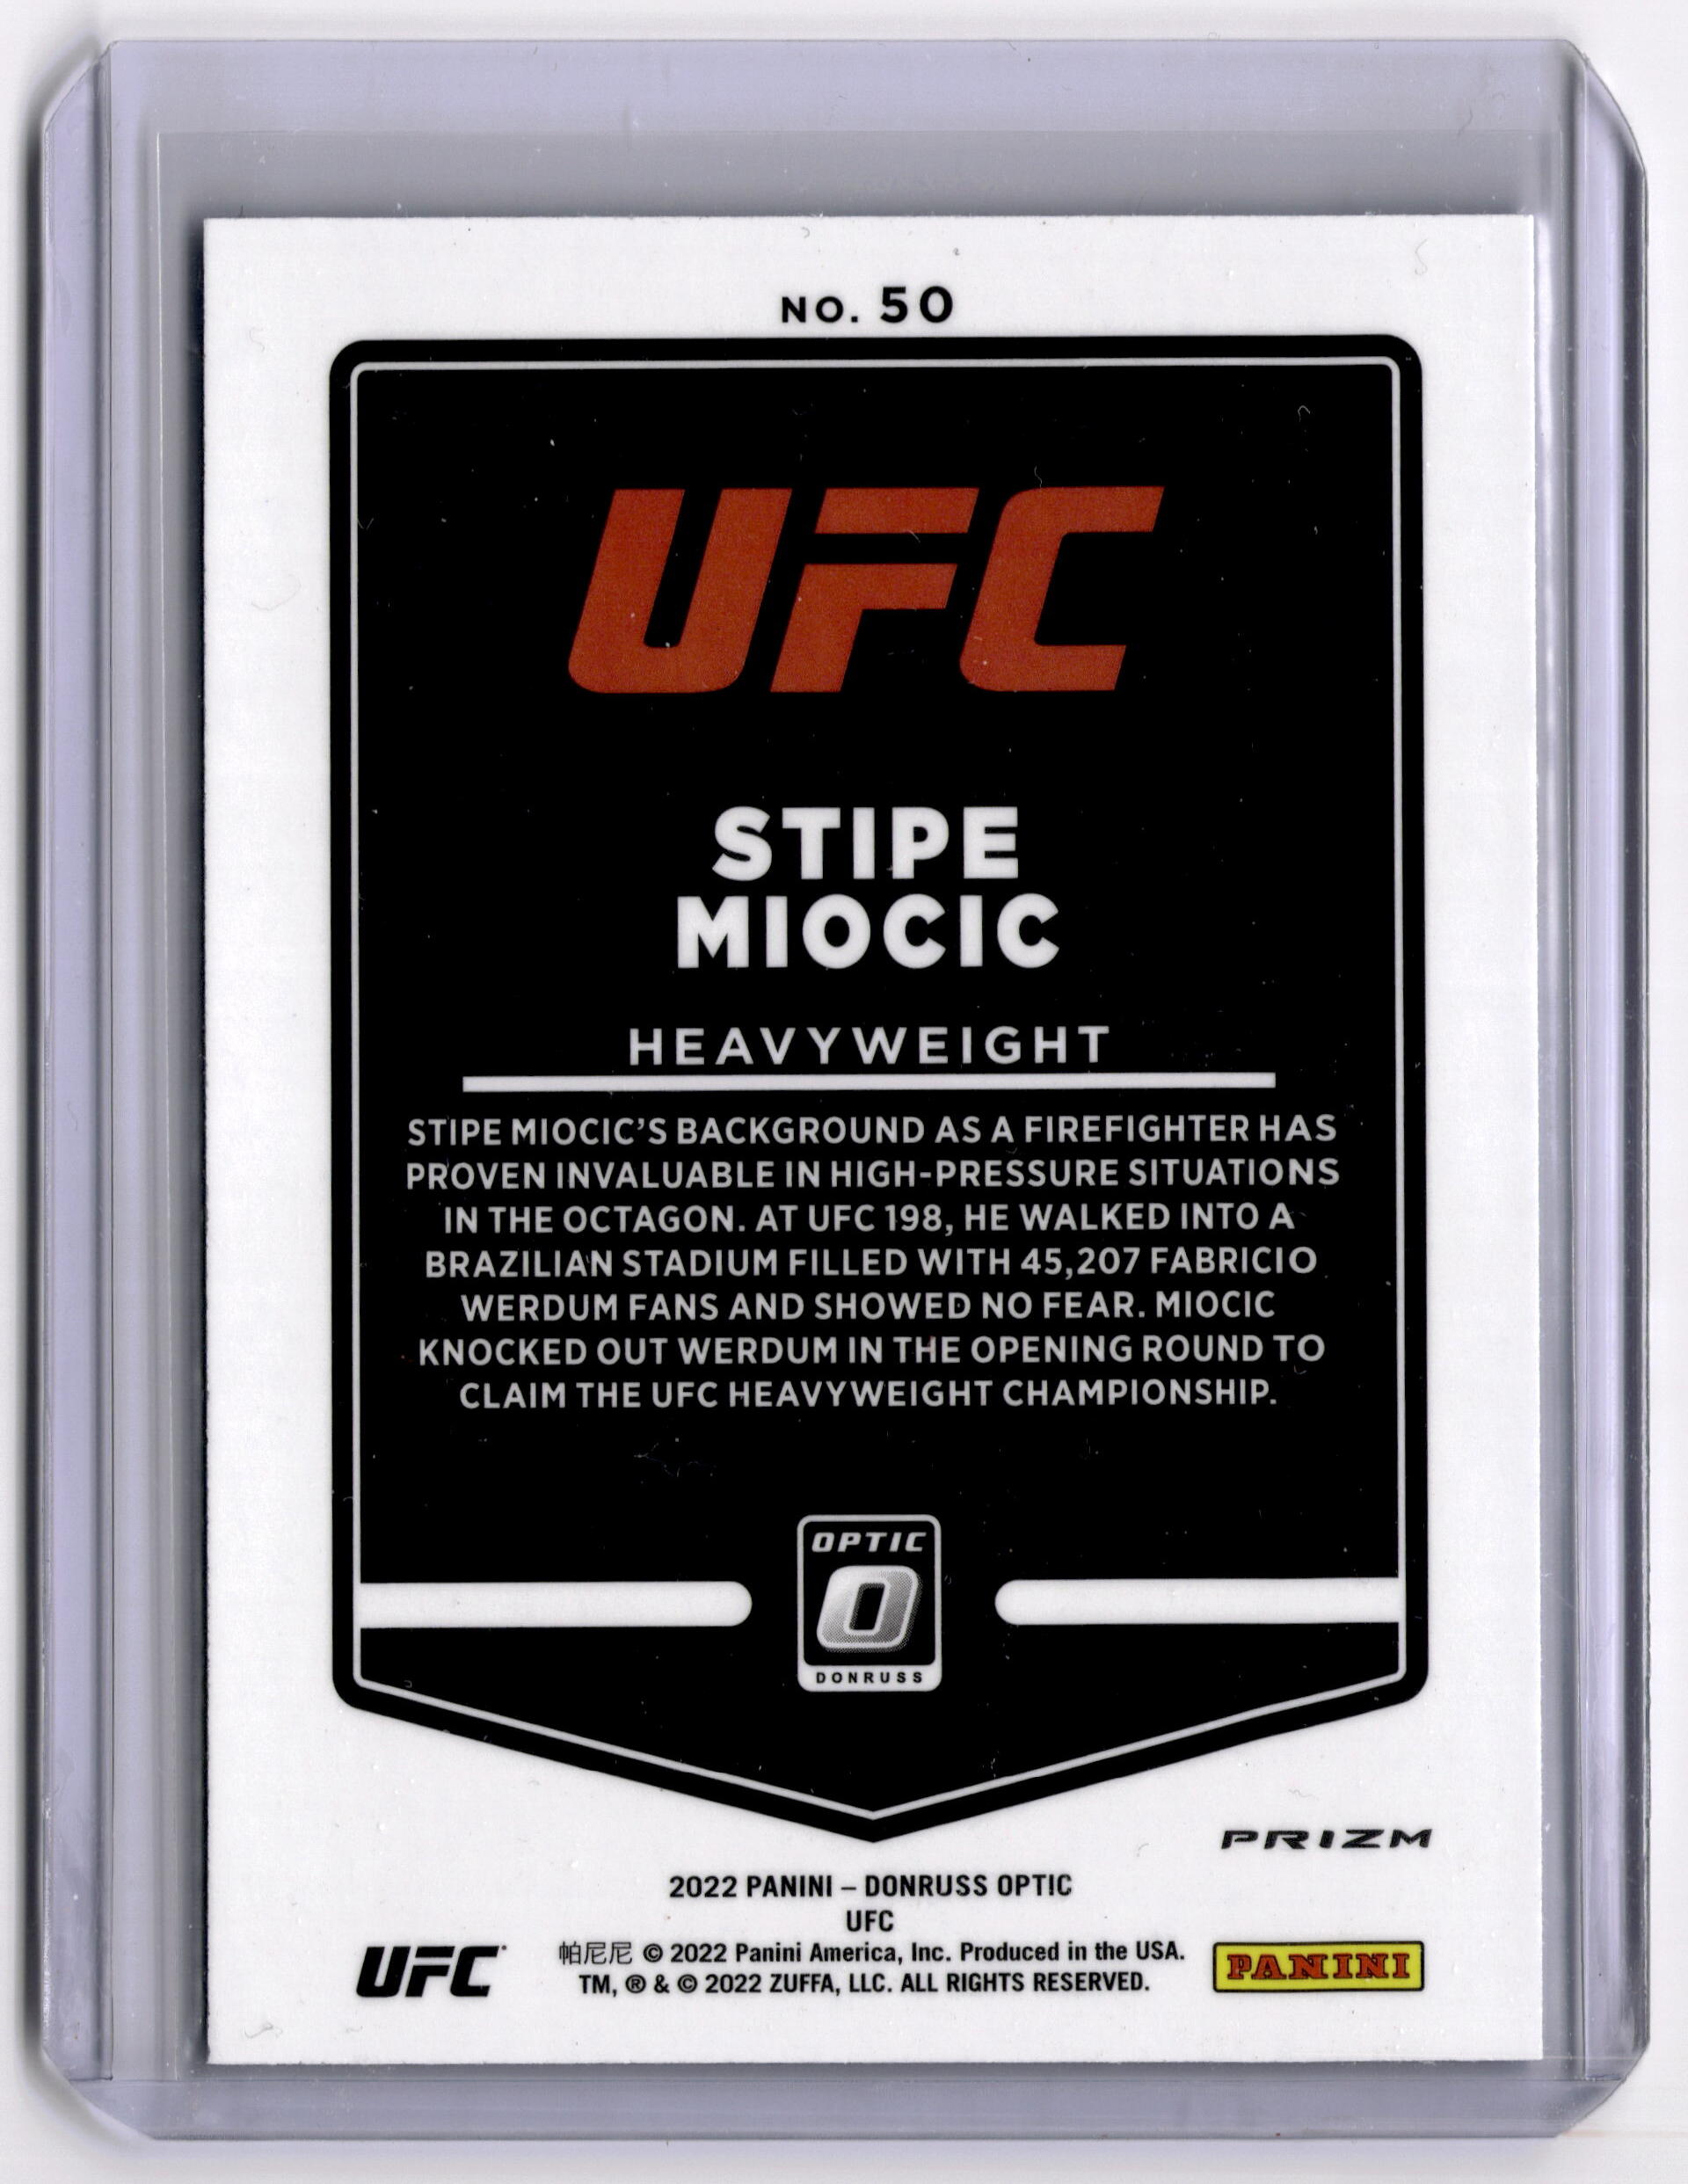 NO. 50
UFC
STIPE
MIOCIC
HEAVYWEIGHT
STIPE MIOCIC'S BACKGROUND AS A FIREFIGHTER HAS
PROVEN INVALUABLE IN HIGH-PRESSURE SITUATIONS
IN THE OCTAGON. AT UFC 198, HE WALKED INTO A
BRAZILIAN STADIUM FILLED WITH 45,207 FABRICIO
WERDUM FANS AND SHOWED NO FEAR. MIOCIC
KNOCKED OUT WERDUM IN THE OPENING ROUND TO
CLAIM THE UFC HEAVYWEIGHT CHAMPIONSHIP.
OPTIC
O
DONRUSS
PRIZM
2022 PANINI – DONRUSS OPTIC
UFC
帕尼尼 © 2022 Panini America, Inc. Produced in the USA.
TM, ® & © 2022 ZUFFA, LLC. ALL RIGHTS RESERVED.
UFC
PANINI